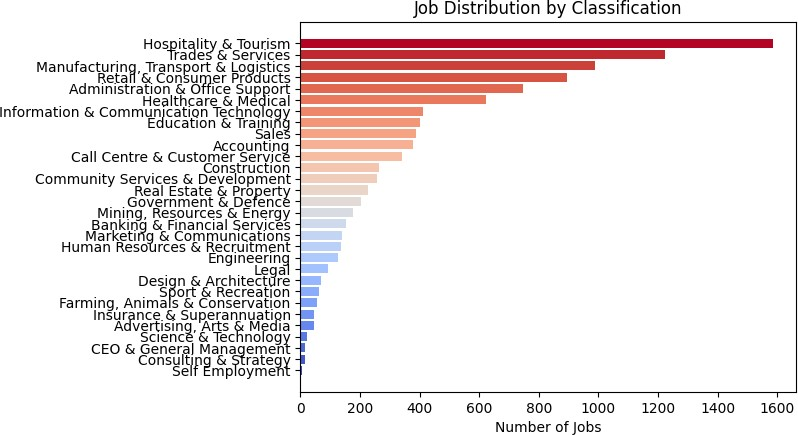 Job Distribution by Classification
Hospitality & Tourism
Trades & Services
Manufacturing, Transport & Logistics
Retail & Consumer Products
Administration & Office Support
Healthcare & Medical
Information & Communication Technology
Education & Training
Sales
Accounting
Call Centre & Customer Service
Construction
Community Services & Development
Real Estate & Property
Government & Defence
Mining, Resources & Energy
Banking & Financial Services
Marketing & Communications
Human Resources & Recruitment
Engineering
Legal
Design & Architecture
Sport & Recreation
Farming, Animals & Conservation
Insurance & Superannuation
Advertising, Arts & Media
Science & Technology
CEO & General Management
Consulting & Strategy
Self Employment
0 200 400 600 800 1000 1200 1400 1600
Number of Jobs